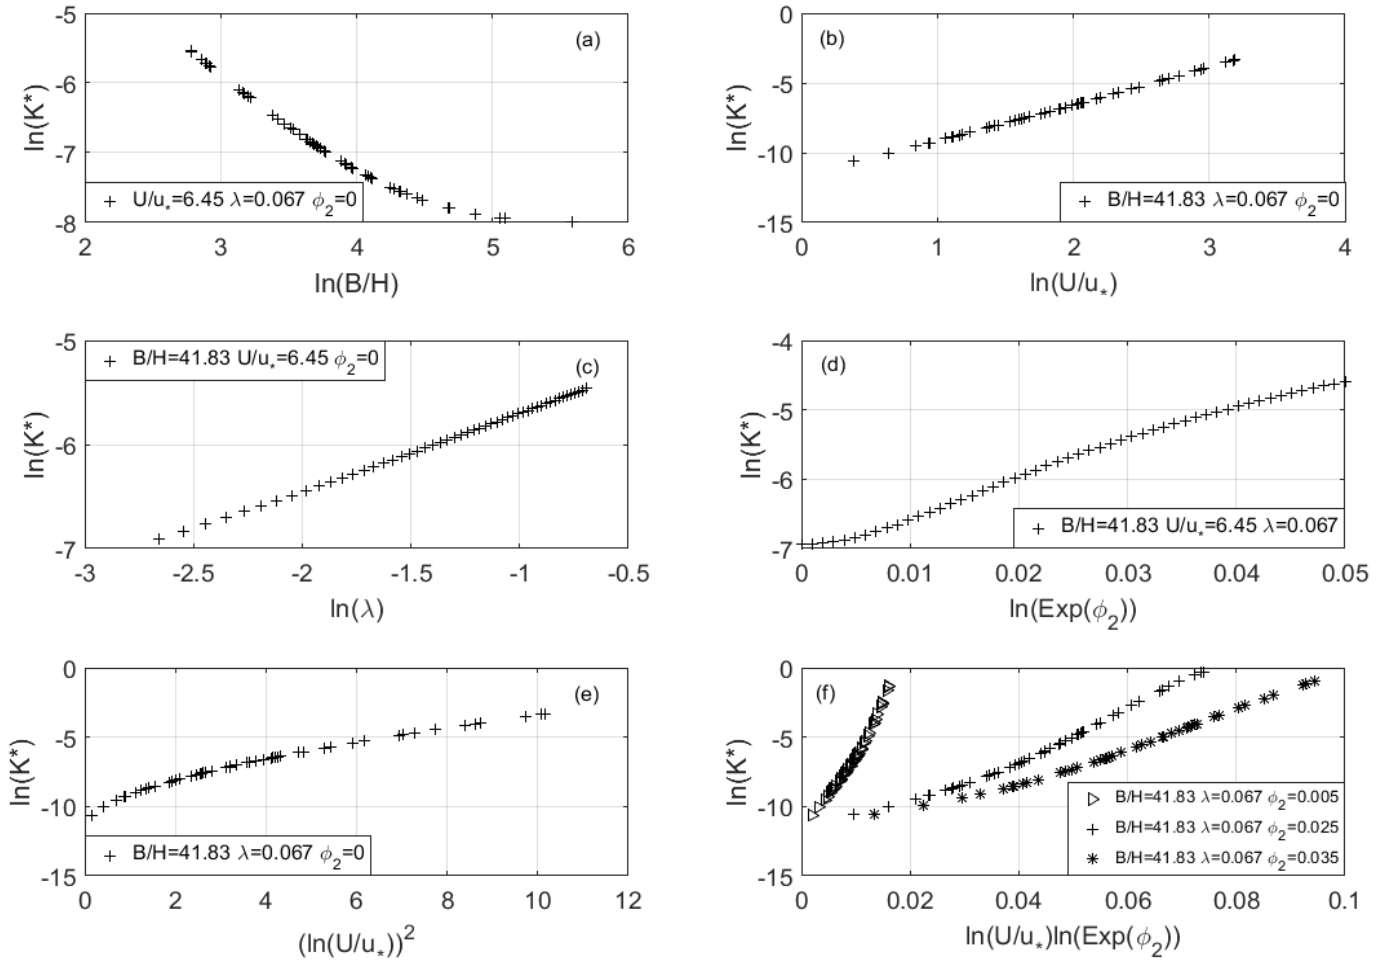 -5
(a)
-6
ln(K*)
-7
U/u*=6.45 λ=0.067 ϕ2=0
-8
2 3 4 5 6
ln(B/H)
0
(b)
-5
ln(K*)
-10
B/H=41.83 λ=0.067 ϕ2=0
-15
0 1 2 3 4
ln(U/u*)
-5
B/H=41.83 U/u*=6.45 ϕ2=0
(c)
ln(K*)
-6
-7
-3 -2.5 -2 -1.5 -1 -0.5
ln(λ)
-4
(d)
-5
ln(K*)
-6
B/H=41.83 U/u*=6.45 λ=0.067
-7
0 0.01 0.02 0.03 0.04 0.05
ln(Exp(ϕ2))
0
(e)
-5
ln(K*)
-10
B/H=41.83 λ=0.067 ϕ2=0
-15
0 2 4 6 8 10 12
(ln(U/u*))2
0
(f)
-5
ln(K*)
-10
B/H=41.83 λ=0.067 ϕ2=0.005
B/H=41.83 λ=0.067 ϕ2=0.025
B/H=41.83 λ=0.067 ϕ2=0.035
-15
0 0.02 0.04 0.06 0.08 0.1
ln(U/u*)ln(Exp(ϕ2))